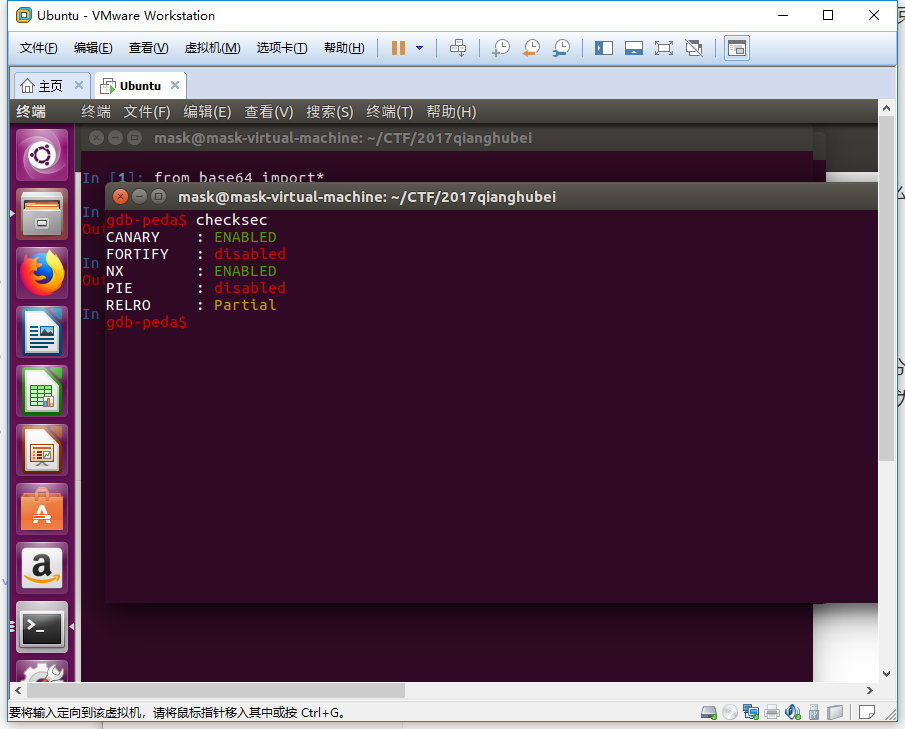 Ubuntu - VMware Workstation
文件(F) 编辑(E) 查看(V) 虚拟机(M) 选项卡(T) 帮助(H)
主页 Ubuntu
终端 终端 文件(F) 编辑(E) 查看(V) 搜索(S) 终端(T) 帮助(H)
mask@mask-virtual-machine: ~/CTF/2017qianghubei
In [1]: from base64 import*
mask@mask-virtual-machine: ~/CTF/2017qianghubei
In
gdb-peda$ checksec
Out
CANARY : ENABLED
FORTIFY : disabled
In
NX : ENABLED
Out
PIE : disabled
RELRO : Partial
In
gdb-peda$
要将输入定向到该虚拟机，请将鼠标指针移入其中或按 Ctrl+G。